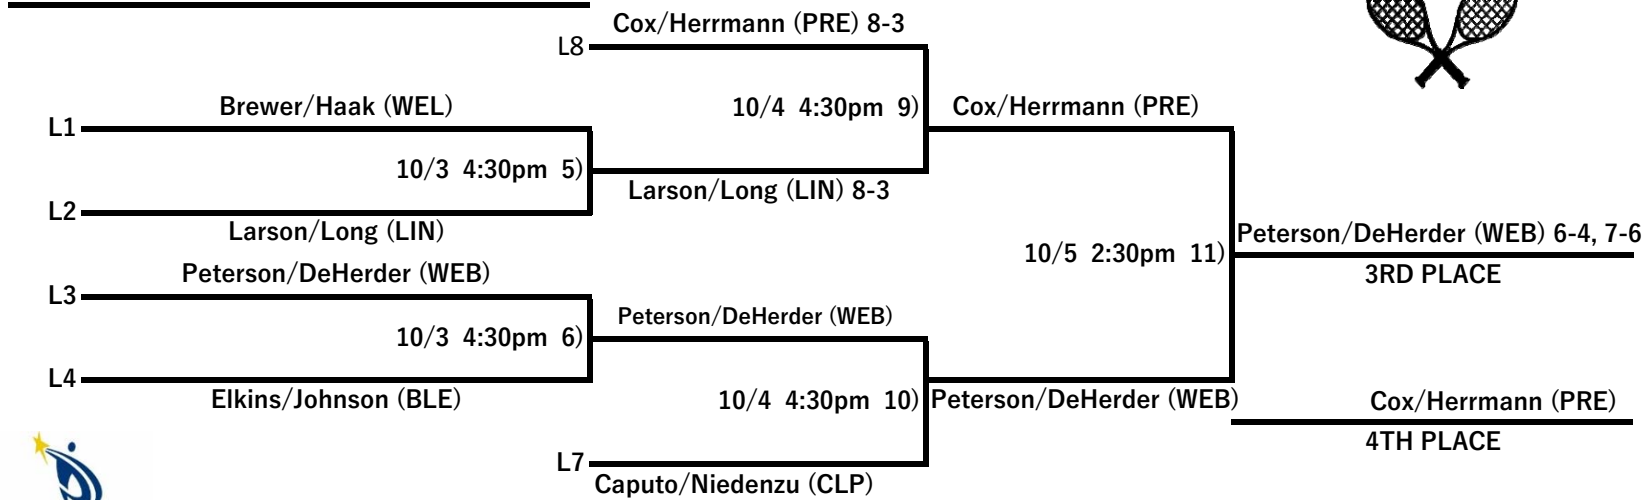 Cox/Herrmann (PRE) 8-3
L8
Brewer/Haak (WEL)
10/4 4:30pm 9)
Cox/Herrmann (PRE)
L1
10/3 4:30pm 5)
Larson/Long (LIN) 8-3
L2
Larson/Long (LIN)
Peterson/DeHerder (WEB) 6-4, 7-6
10/5 2:30pm 11)
3RD PLACE
Peterson/DeHerder (WEB)
L3
Peterson/DeHerder (WEB)
10/3 4:30pm 6)
L4
Elkins/Johnson (BLE)
10/4 4:30pm 10)
Peterson/DeHerder (WEB)
Cox/Herrmann (PRE)
4TH PLACE
L7
Caputo/Niedenzu (CLP)